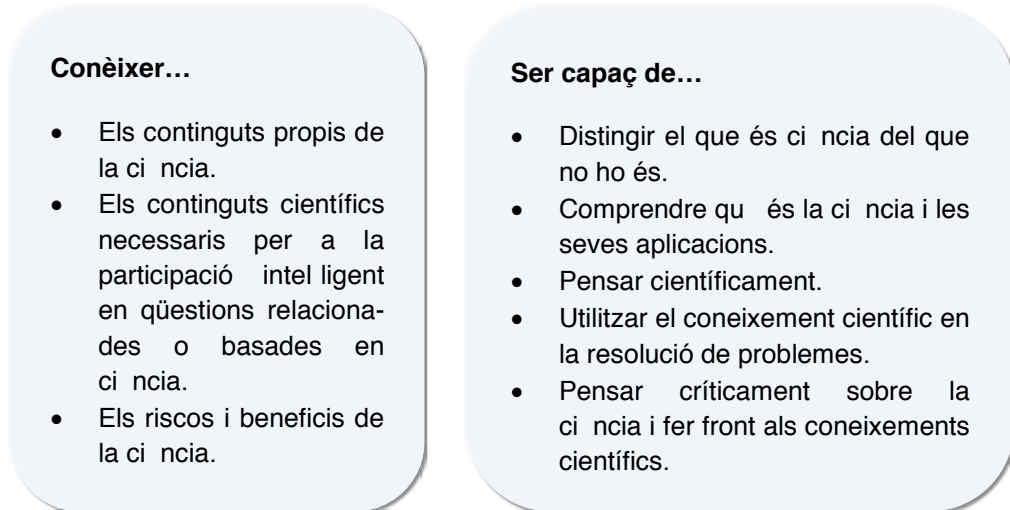 Conèixer…
• Els continguts propis de
la ci ncia.
• Els continguts científics
necessaris per a la
participació intel ligent
en qüestions relaciona-
des o basades en
ci ncia.
• Els riscos i beneficis de
la ci ncia.
Ser capaç de…
• Distingir el que és ci ncia del que
no ho és.
• Comprendre qu és la ci ncia i les
seves aplicacions.
• Pensar científicament.
• Utilitzar el coneixement científic en
la resolució de problemes.
• Pensar críticament sobre la
ci ncia i fer front als coneixements
científics.